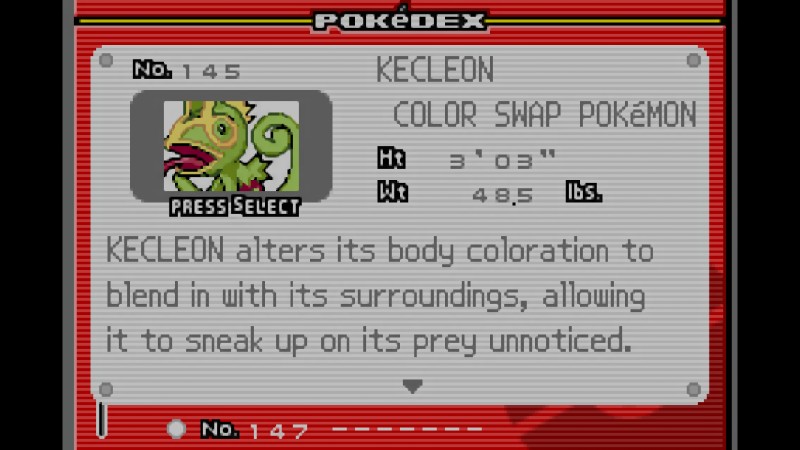 POKéDEX
No. 145
KECLEON
COLOR SWAP POKéMON
Ht 3'03"
Wt 48.5 lbs.
PRESS SELECT
KECLEON alters its body coloration to
blend in with its surroundings, allowing
it to sneak up on its prey unnoticed.
No. 147 ----------